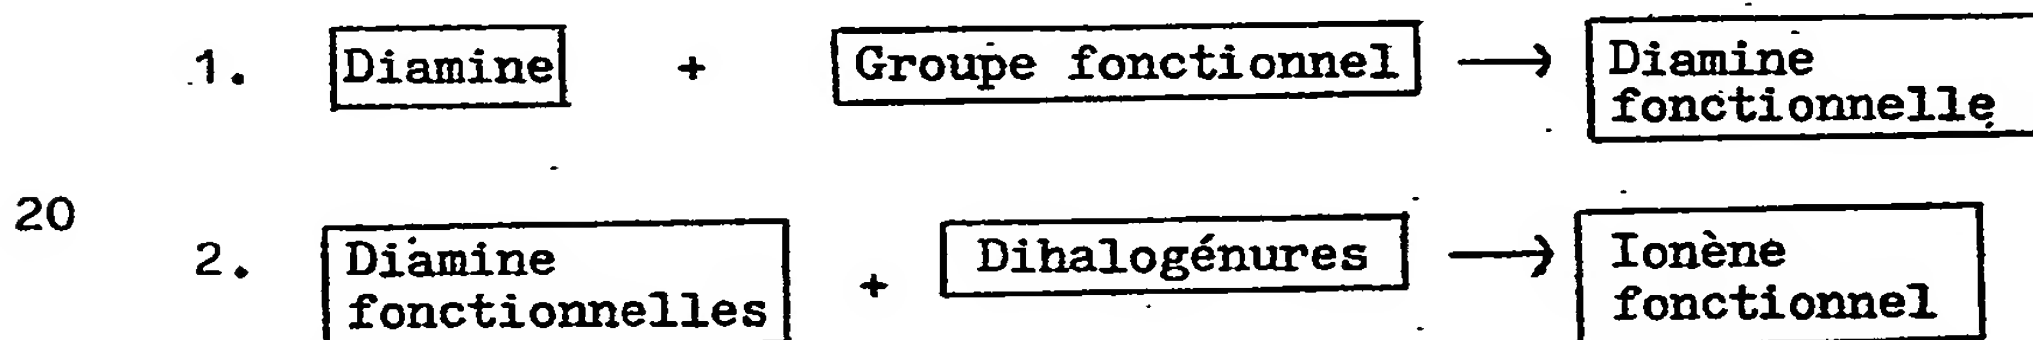 1. Diamine + Groupe fonctionnel → Diamine
fonctionnelle
20
2. Diamine + Dihalogénures → Ionène
fonctionnelles fonctionnel